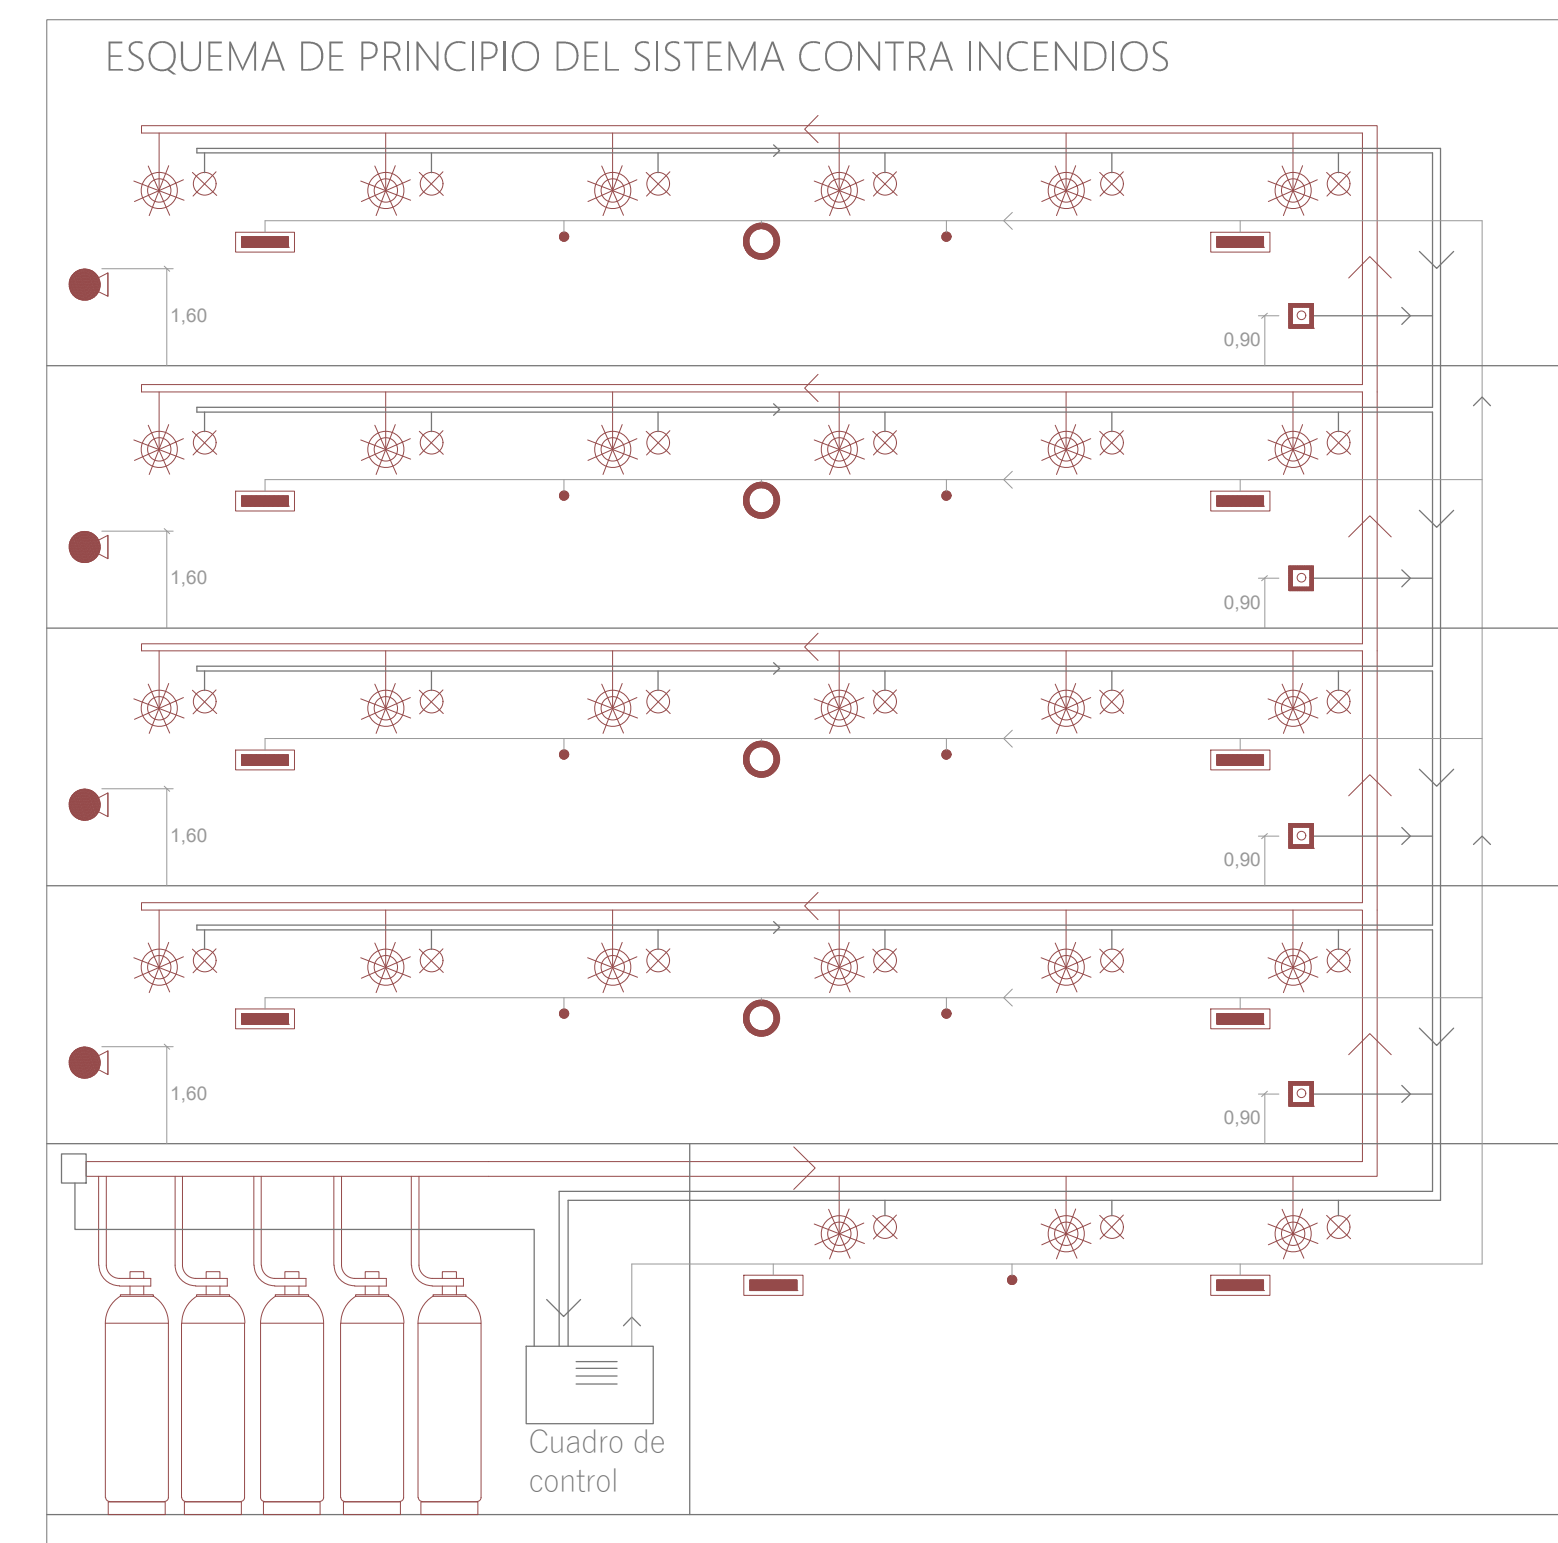 ESQUEMA DE PRINCIPIO DEL SISTEMA CONTRA INCENDIOS
1,60
0,90
1,60
0,90
1,60
0,90
1,60
0,90
Cuadro de
control